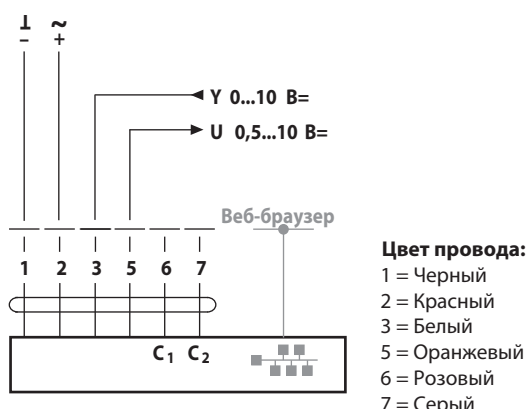 ⊥ ~
– +
Y 0...10 В=
U 0,5...10 В=
Веб-браузер
1 2 3 5 6 7
C1 C2
Цвет провода:
1 = Черный
2 = Красный
3 = Белый
5 = Оранжевый
6 = Розовый
7 = Серый